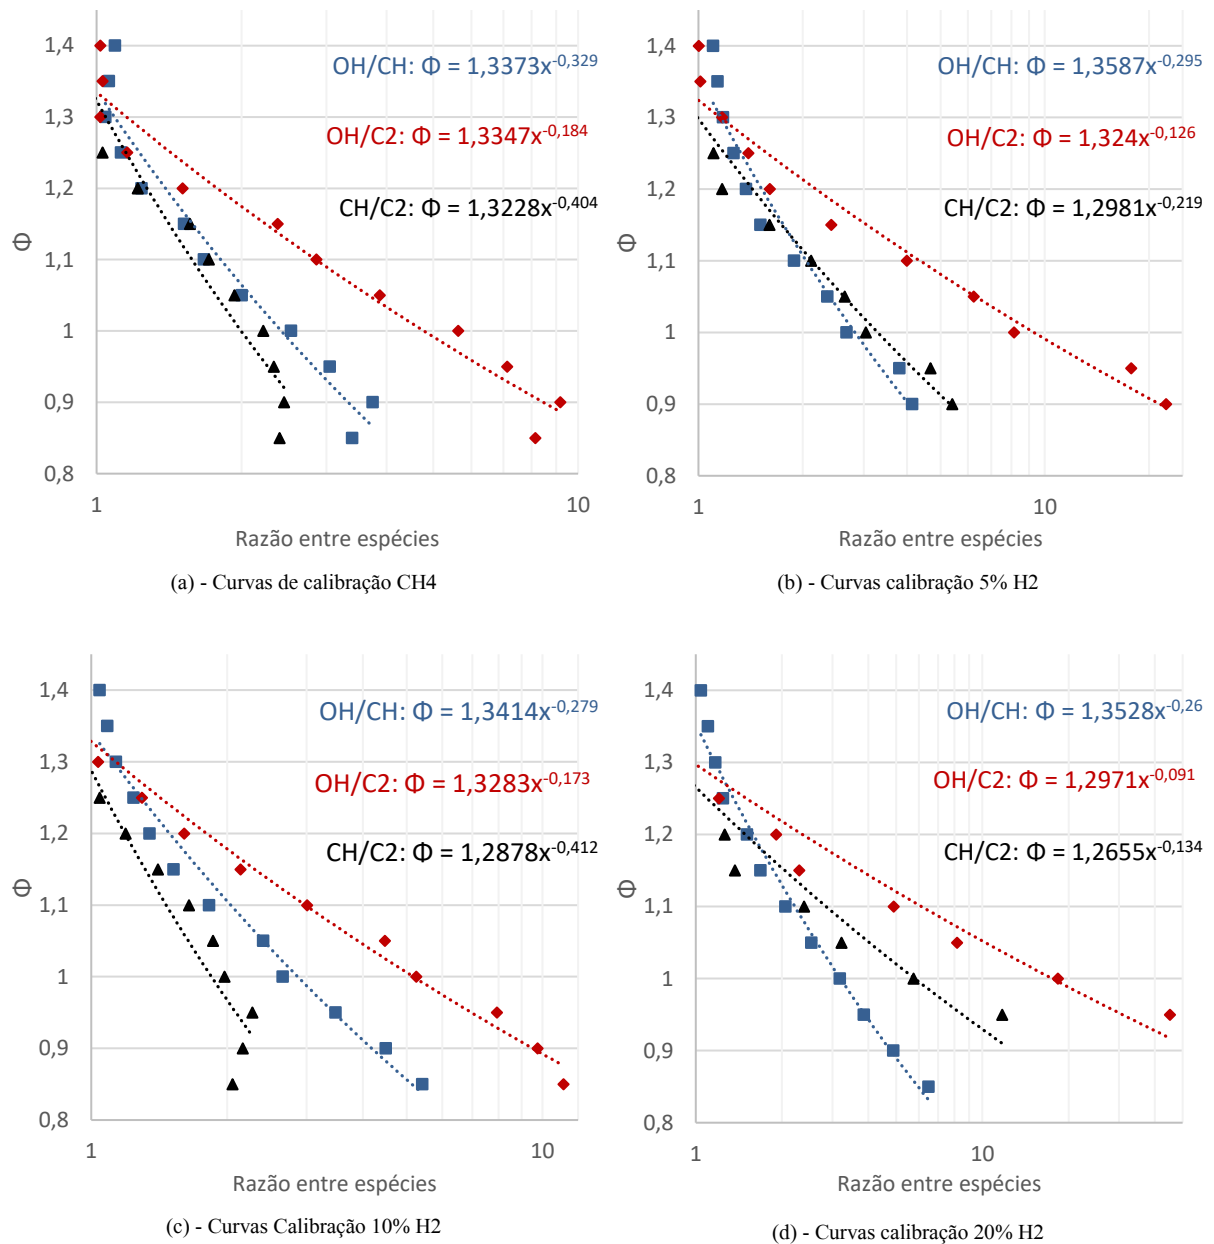 1,4
1,3
1,2
1,1
1
0,9
0,8
Φ
OH/CH: Φ = 1,3373x-0,329
OH/C2: Φ = 1,3347x-0,184
CH/C2: Φ = 1,3228x-0,404
1 10
Razão entre espécies
(a) - Curvas de calibração CH4
1,4
1,3
1,2
1,1
1
0,9
0,8
Φ
OH/CH: Φ = 1,3587x-0,295
OH/C2: Φ = 1,324x-0,126
CH/C2: Φ = 1,2981x-0,219
1 10
Razão entre espécies
(b) - Curvas calibração 5% H2
1,4
1,3
1,2
1,1
1
0,9
0,8
Φ
OH/CH: Φ = 1,3414x-0,279
OH/C2: Φ = 1,3283x-0,173
CH/C2: Φ = 1,2878x-0,412
1 10
Razão entre espécies
(c) - Curvas Calibração 10% H2
1,4
1,3
1,2
1,1
1
0,9
0,8
Φ
OH/CH: Φ = 1,3528x-0,26
OH/C2: Φ = 1,2971x-0,091
CH/C2: Φ = 1,2655x-0,134
1 10
Razão entre espécies
(d) - Curvas calibração 20% H2